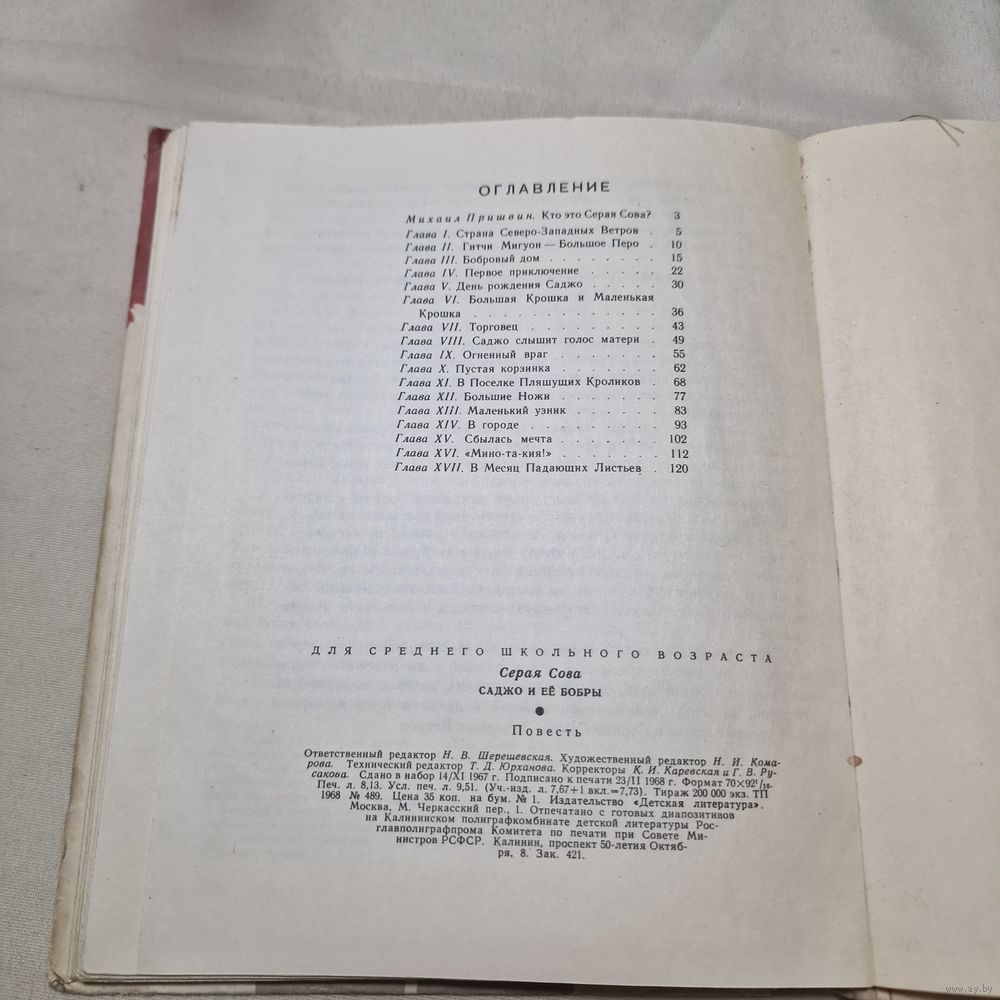 ОГЛАВЛЕНИЕ
Михаил Пришвин. Кто это Серая Сова? 3
Глава I. Страна Северо-Западных Ветров . 5
Глава II. Гитчи Мигуон — Большое Перо . 10
Глава III. Бобровый дом . . . . . . . . 15
Глава IV. Первое приключение . . . . . 22
Глава V. День рождения Саджо . . . . . 30
Глава VI. Большая Крошка и Маленькая
Крошка . . . . . . . . . . . . . 36
Глава VII. Торговец . . . . . . . . . 43
Глава VIII. Саджо слышит голос матери . 49
Глава IX. Огненный враг . . . . . . . 55
Глава X. Пустая корзинка . . . . . . . 62
Глава XI. В Поселке Пляшущих Кроликов . 68
Глава XII. Большие Ножи . . . . . . . 77
Глава XIII. Маленький узник . . . . . . 83
Глава XIV. В городе . . . . . . . . . 93
Глава XV. Сбылась мечта . . . . . . . 102
Глава XVI. «Мино-та-кия!» . . . . . . . 112
Глава XVII. В Месяц Падающих Листьев . 120
ДЛЯ СРЕДНЕГО ШКОЛЬНОГО ВОЗРАСТА
Серая Сова
САДЖО И ЕЁ БОБРЫ
Повесть
Ответственный редактор Н. В. Шерешевская. Художественный редактор Н. И. Кома-
рова. Технический редактор Т. Д. Юрханова. Корректоры К. И. Каревская и Г. В. Ру-
сакова. Сдано в набор 14/XI 1967 г. Подписано к печати 23/II 1968 г. Формат 70×92¹/₁₆.
Печ. л. 8,13. Усл. печ. л. 9,51. (Уч.-изд. л. 7,67+1 вкл.=7,73). Тираж 200 000 экз. ТП
1968 № 489. Цена 35 коп. на бум. № 1. Издательство «Детская литература».
Москва, М. Черкасский пер., 1. Отпечатано с готовых диапозитивов
на Калининском полиграфкомбинате детской литературы Рос-
главполиграфпрома Комитета по печати при Совете Ми-
нистров РСФСР. Калинин, проспект 50-летия Октяб-
ря, 8. Зак. 421.
www.ay.by